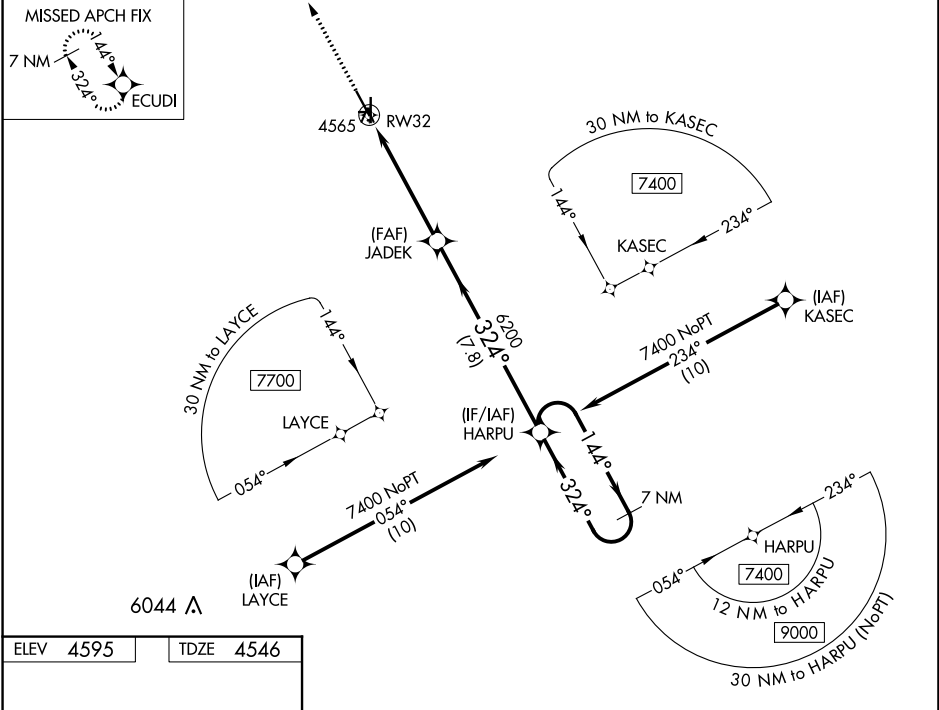 MISSED APCH FIX
7 NM
144°
324°
ECUDI
4565
RW32
30 NM to KASEC
7400
144°
234°
KASEC
(FAF)
JADEK
(IAF)
KASEC
6200
324°
(7.8)
7400 NoPT
234°
(10)
30 NM to LAYCE
144°
7700
LAYCE
054°
(IF/IAF)
HARPU
144°
324°
7 NM
7400 NoPT
054°
(10)
(IAF)
LAYCE
234°
HARPU
054°
7400
12 NM to HARPU
9000
30 NM to HARPU (NoPT)
6044
ELEV 4595
TDZE 4546